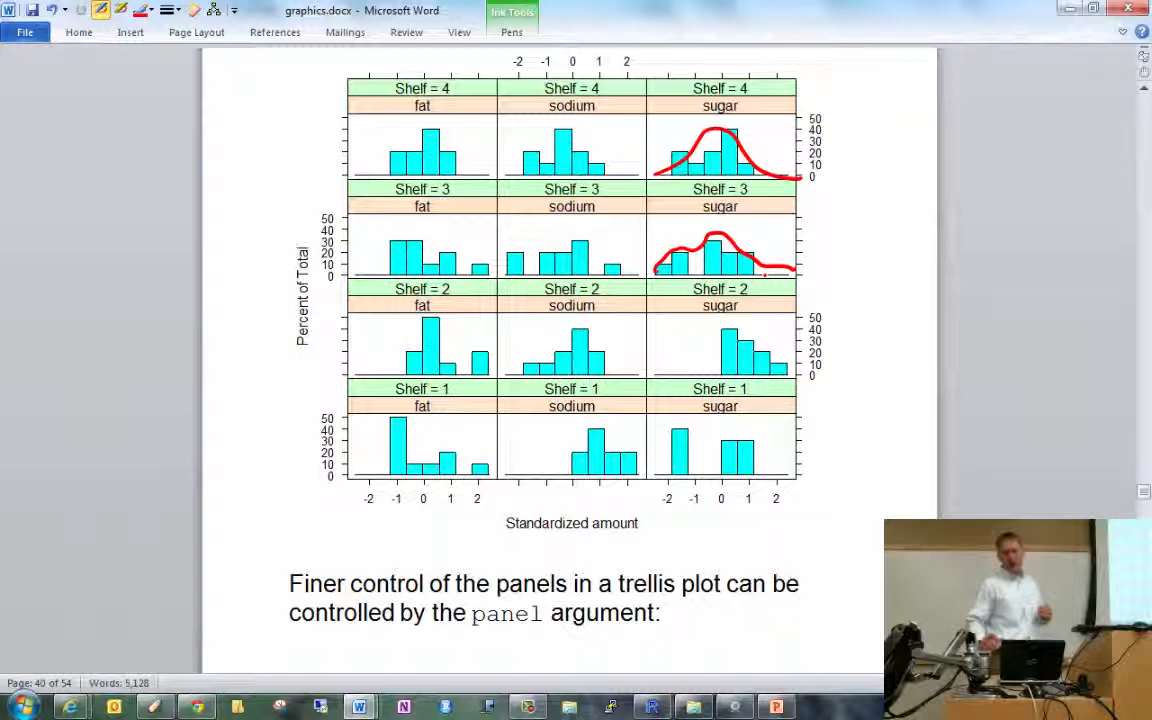 graphics.docx - Microsoft Word
Ink Tools
File Home Insert Page Layout References Mailings Review View Pens
-2 -1 0 1 2
Shelf = 4 Shelf = 4 Shelf = 4
fat sodium sugar
50
40
30
20
10
0
Shelf = 3 Shelf = 3 Shelf = 3
fat sodium sugar
50
40
30
20
10
0
Percent of Total
Shelf = 2 Shelf = 2 Shelf = 2
fat sodium sugar
50
40
30
20
10
0
Shelf = 1 Shelf = 1 Shelf = 1
fat sodium sugar
50
40
30
20
10
0
-2 -1 0 1 2 -2 -1 0 1 2
Standardized amount
Finer control of the panels in a trellis plot can be
controlled by the panel argument:
Page: 40 of 54 Words: 5,128